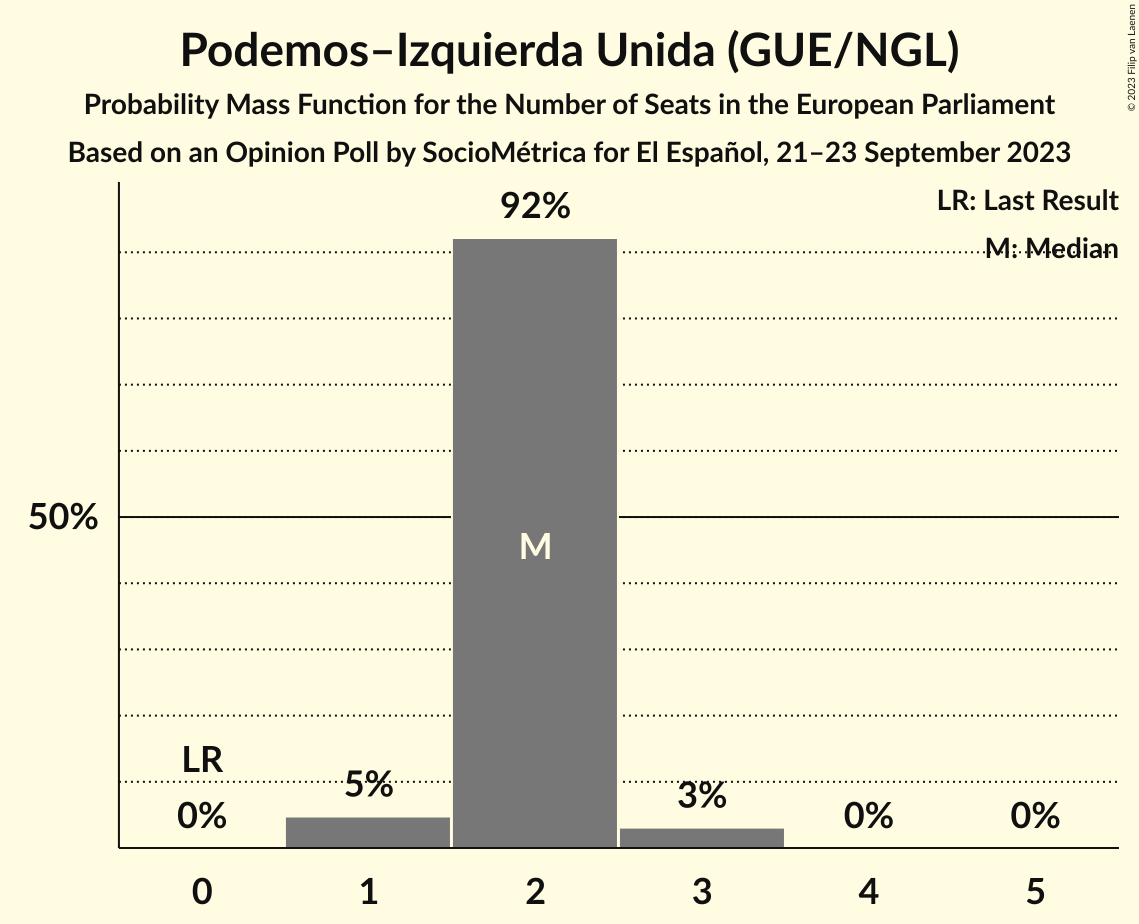 Podemos–Izquierda Unida (GUE/NGL)
Probability Mass Function for the Number of Seats in the European Parliament
Based on an Opinion Poll by SocioMétrica for El Español, 21–23 September 2023
© 2023 Filip van Laenen
LR: Last Result
M: Median
92%
50%
M
LR
0%
5%
3%
0%
0%
0 1 2 3 4 5